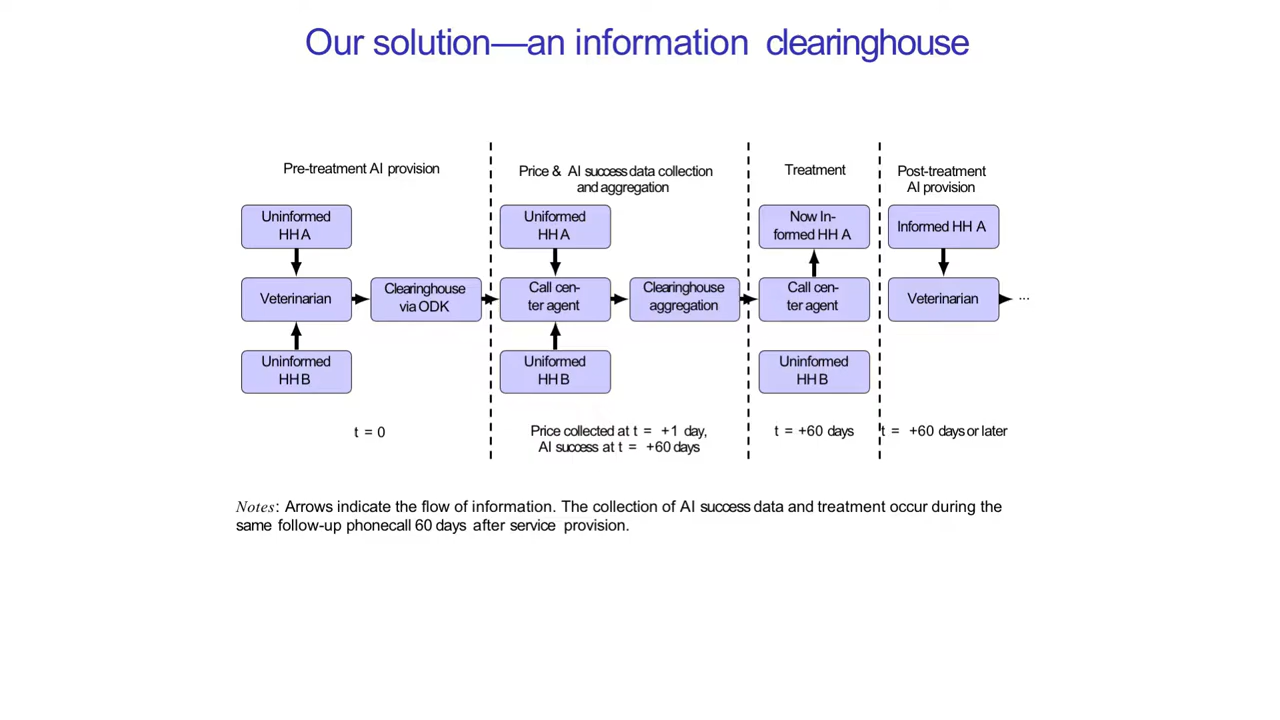 Our solution—an information clearinghouse
Pre-treatment AI provision
Price & AI success data collection
and aggregation
Treatment
Post-treatment
AI provision
Uninformed
HH A
Uniformed
HH A
Now In-
formed HH A
Informed HH A
Veterinarian
Clearinghouse
via ODK
Call cen-
ter agent
Clearinghouse
aggregation
Call cen-
ter agent
Veterinarian
...
Uninformed
HH B
Uniformed
HH B
Uninformed
HH B
t = 0
Price collected at t = +1 day,
AI success at t = +60 days
t = +60 days
t = +60 days or later
Notes: Arrows indicate the flow of information. The collection of AI success data and treatment occur during the
same follow-up phonecall 60 days after service provision.